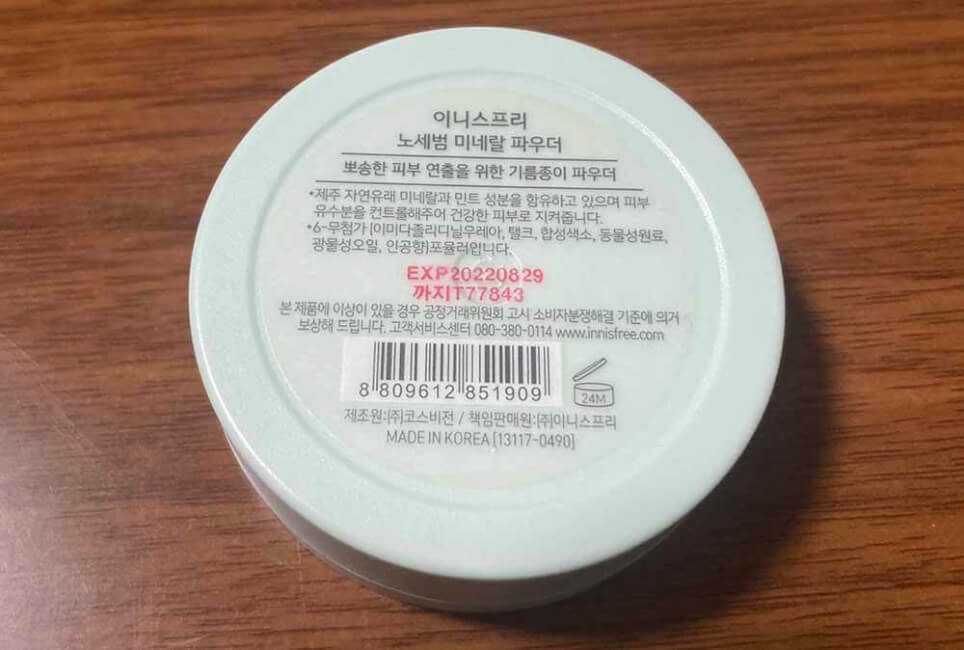 이니스프리
노세범 미네랄 파우더
뽀송한 피부 연출을 위한 기름종이 파우더
•제주 자연유래 미네랄과 민트 성분을 함유하고 있으며 피부
유수분을 컨트롤해주어 건강한 피부로 지켜줍니다.
•6-무첨가 [이미다졸리디닐우레아, 탤크, 합성색소, 동물성원료,
광물성오일, 인공향]포뮬러입니다.
EXP20220829
까지T77843
본 제품에 이상이 있을 경우 공정거래위원회 고시 소비자분쟁해결 기준에 의거
보상해 드립니다. 고객서비스센터 080-380-0114 www.innisfree.com
8 809612 851909
24M
제조원:(주)코스비전 / 책임판매원:(주)이니스프리
MADE IN KOREA [13117-0490]